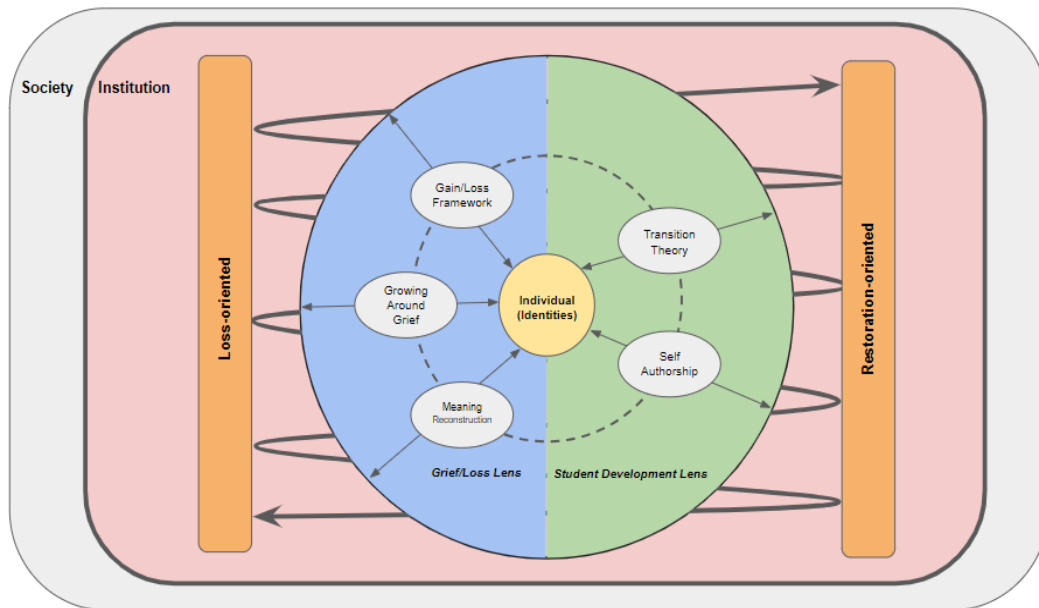 Society
Institution
Loss-oriented
Gain/Loss
Framework
Growing
Around
Grief
Meaning
Reconstruction
Individual
(Identities)
Transition
Theory
Self
Authorship
Grief/Loss Lens
Student Development Lens
Restoration-oriented